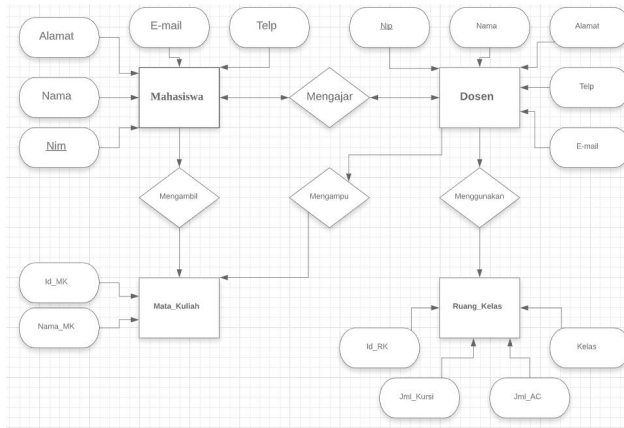 E-mail
Telp
Nip
Nama
Alamat
Alamat
Nama
Mahasiswa
Mengajar
Dosen
Telp
Nim
E-mail
Mengambil
Mengampu
Menggunakan
Id_MK
Mata_Kuliah
Ruang_Kelas
Nama_MK
Id_RK
Kelas
Jml_Kursi
Jml_AC